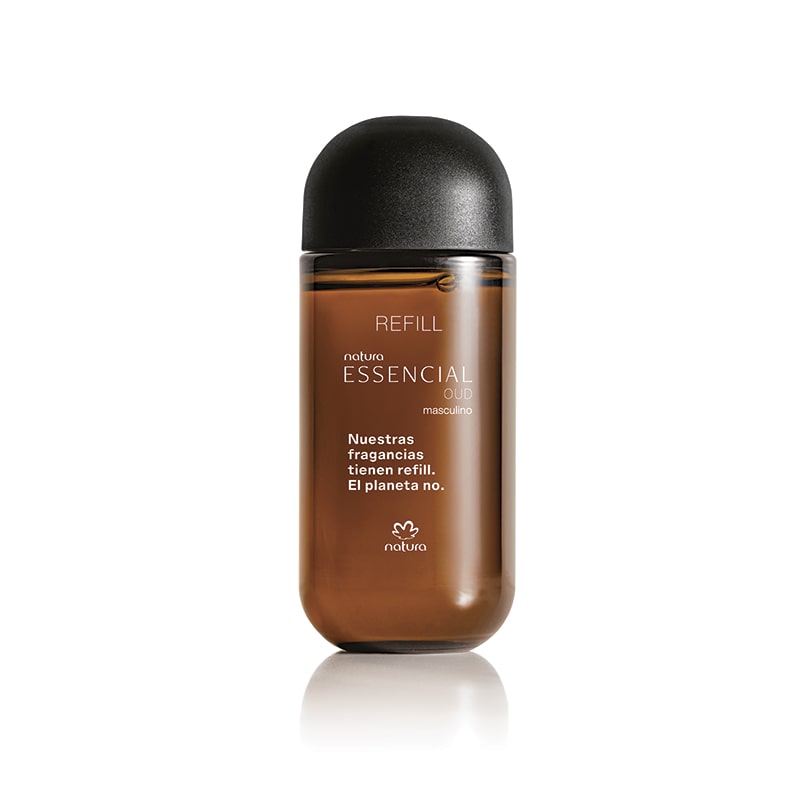 REFILL
natura
ESSENCIAL
OUD
masculino
Nuestras
fragancias
tienen refill.
El planeta no.
natura